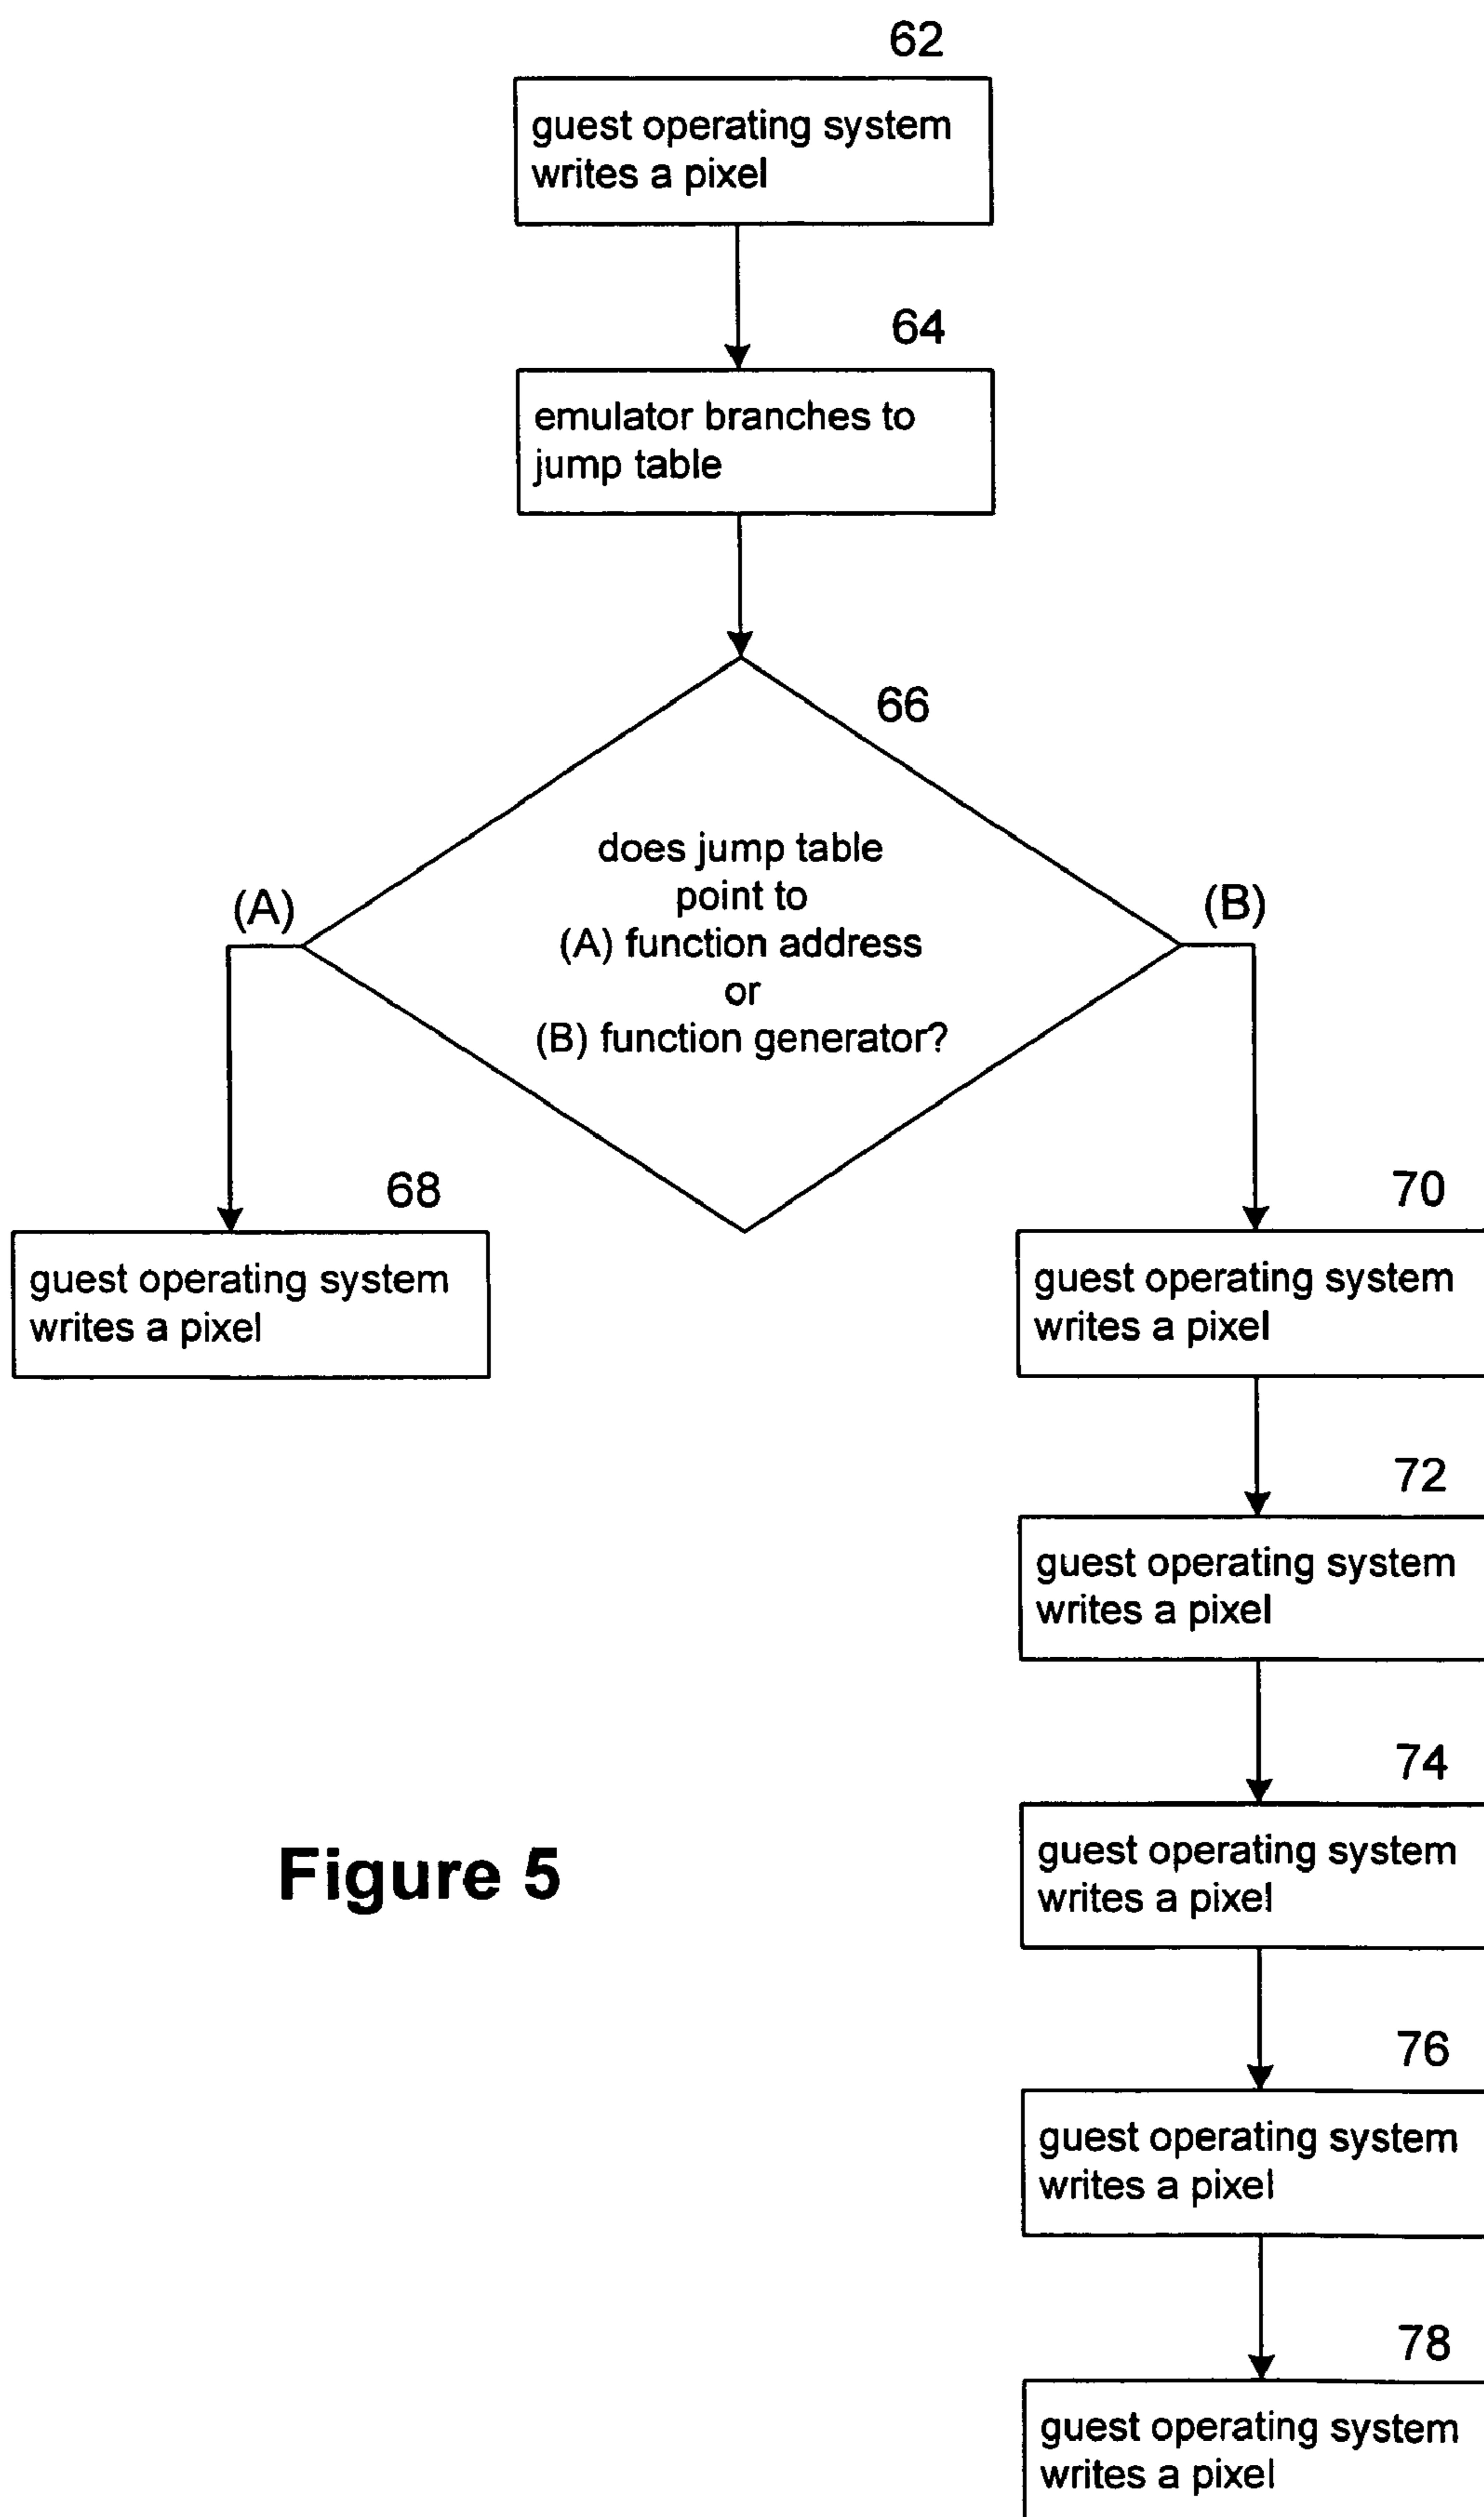 62
guest operating system
writes a pixel
64
emulator branches to
jump table
66
does jump table
point to
(A) function address
or
(B) function generator?
(A)
(B)
68
guest operating system
writes a pixel
70
guest operating system
writes a pixel
72
guest operating system
writes a pixel
74
guest operating system
writes a pixel
Figure 5
76
guest operating system
writes a pixel
78
guest operating system
writes a pixel